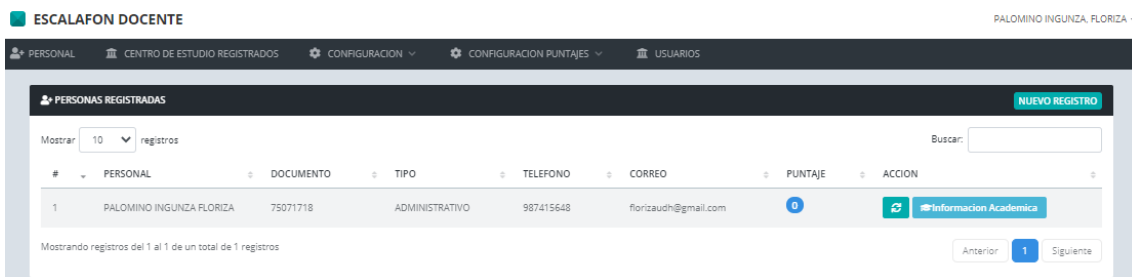 ESCALAFON DOCENTE
PALOMINO INGUNZA, FLORIZA
PERSONAL CENTRO DE ESTUDIO REGISTRADOS CONFIGURACION CONFIGURACION PUNTAJES USUARIOS
PERSONAS REGISTRADAS NUEVO REGISTRO
Mostrar 10 registros Buscar:
# PERSONAL DOCUMENTO TIPO TELEFONO CORREO PUNTAJE ACCION
1 PALOMINO INGUNZA FLORIZA 75071718 ADMINISTRATIVO 987415648 florizaudh@gmail.com 0 Informacion Academica
Mostrando registros del 1 al 1 de un total de 1 registros Anterior 1 Siguiente